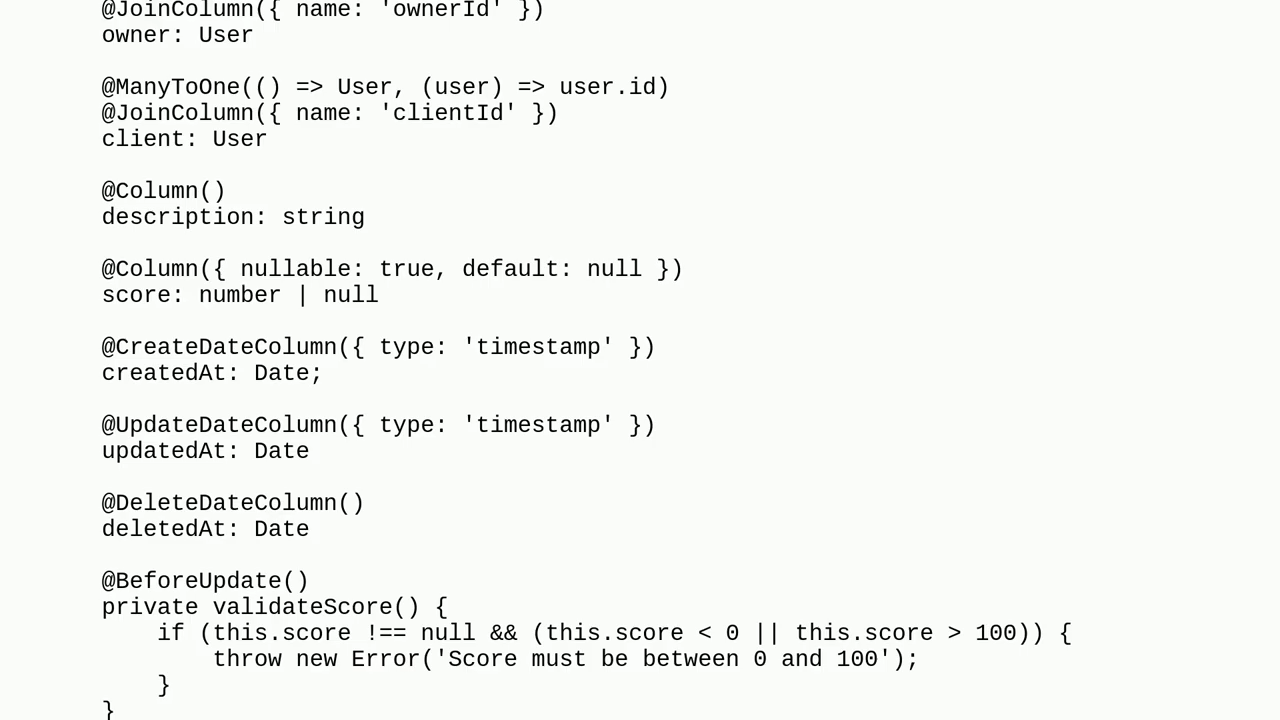 @JoinColumn({ name: 'ownerId' })
owner: User

@ManyToOne(() => User, (user) => user.id)
@JoinColumn({ name: 'clientId' })
client: User

@Column()
description: string

@Column({ nullable: true, default: null })
score: number | null

@CreateDateColumn({ type: 'timestamp' })
createdAt: Date;

@UpdateDateColumn({ type: 'timestamp' })
updatedAt: Date

@DeleteDateColumn()
deletedAt: Date

@BeforeUpdate()
private validateScore() {
    if (this.score !== null && (this.score < 0 || this.score > 100)) {
        throw new Error('Score must be between 0 and 100');
    }
}